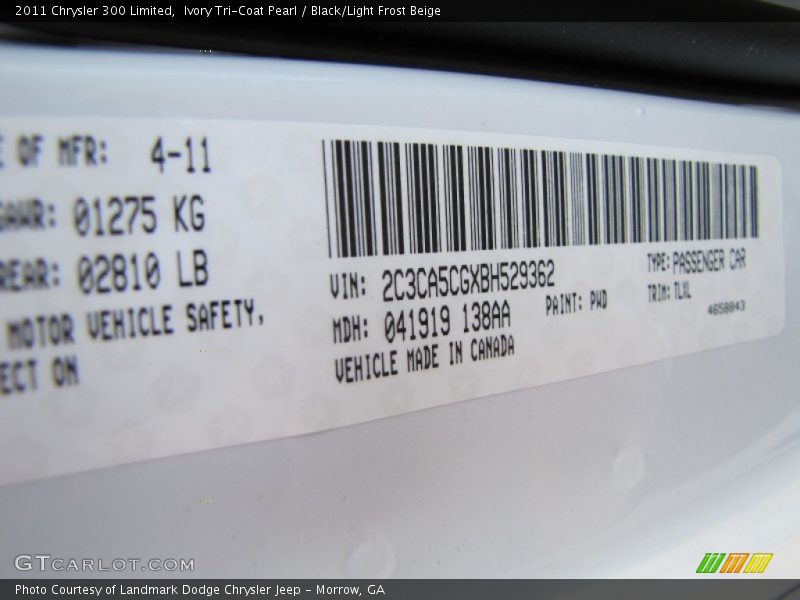 2011 Chrysler 300 Limited, Ivory Tri-Coat Pearl / Black/Light Frost Beige
E OF MFR: 4-11
GAWR: 01275 KG
REAR: 02810 LB
MOTOR VEHICLE SAFETY,
ECT ON
VIN: 2C3CA5CGXBH529362
TYPE: PASSENGER CAR
MDH: 041919 138AA
PAINT: PWD
TRIM: TLXL
VEHICLE MADE IN CANADA
4658843
GTCARLOT.COM
Photo Courtesy of Landmark Dodge Chrysler Jeep - Morrow, GA